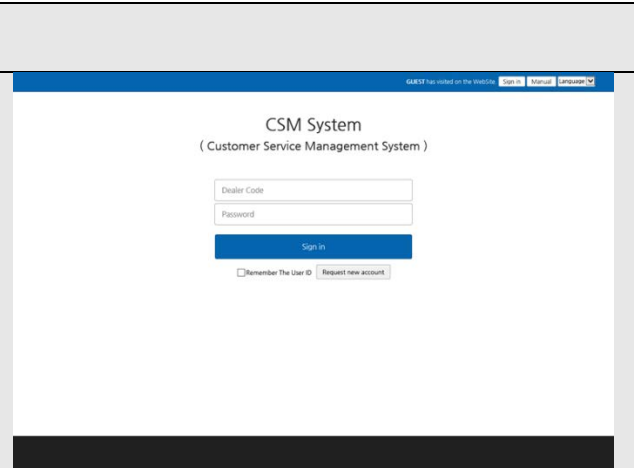 GUEST has visited on the WebSite Sign in Manual Language
CSM System
( Customer Service Management System )
Dealer Code
Password
Sign in
Remember The User ID Request new account